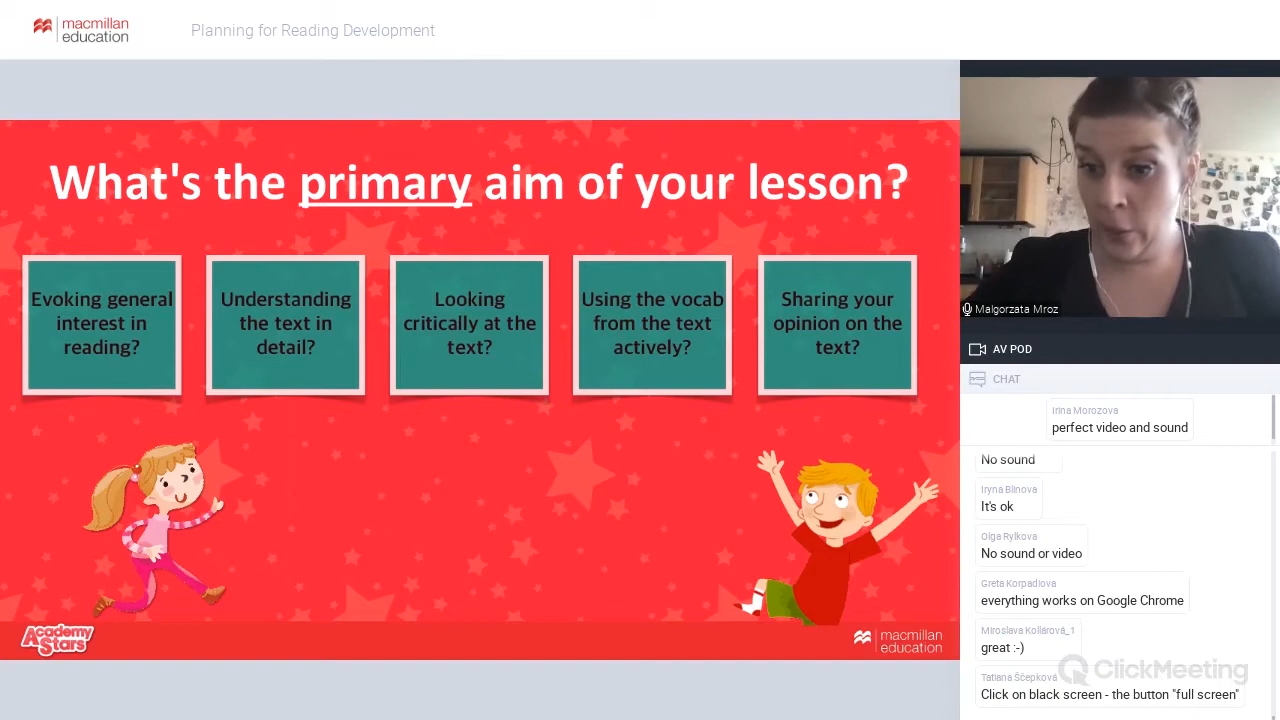 macmillan
education
Planning for Reading Development
What's the primary aim of your lesson?
Evoking general
interest in
reading?
Understanding
the text in
detail?
Looking
critically at the
text?
Using the vocab
from the text
actively?
Sharing your
opinion on the
text?
Academy
Stars
macmillan
education
Malgorzata Mroz
AV POD
CHAT
Irina Morozova
perfect video and sound
No sound
Iryna Blinova
It's ok
Olga Rylkova
No sound or video
Greta Korpadiova
everything works on Google Chrome
Miroslava Koliárová_1
great :-)
Tatiana Ščepková
Click on black screen - the button "full screen"
ClickMeeting